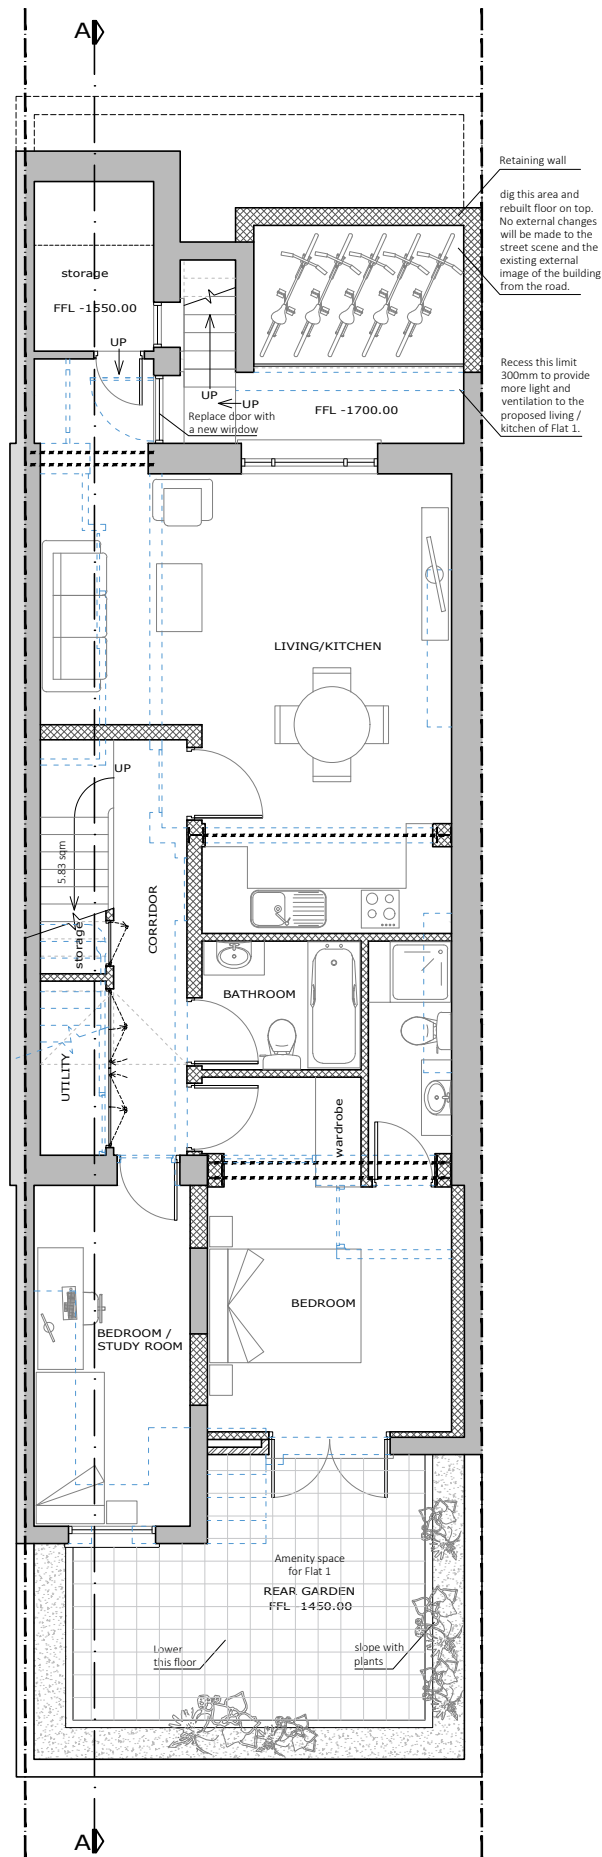 A
Retaining wall
dig this area and
rebuilt floor on top.
No external changes
will be made to the
street scene and the
existing external
image of the building
from the road.
storage
FFL -1550.00
UP
UP
UP
Replace door with
a new window
FFL -1700.00
Recess this limit
300mm to provide
more light and
ventilation to the
proposed living /
kitchen of Flat 1.
LIVING/KITCHEN
UP
5.83 sqm
CORRIDOR
storage
BATHROOM
UTILITY
wardrobe
BEDROOM
BEDROOM /
STUDY ROOM
Amenity space
for Flat 1
REAR GARDEN
FFL -1450.00
Lower
this floor
slope with
plants
A